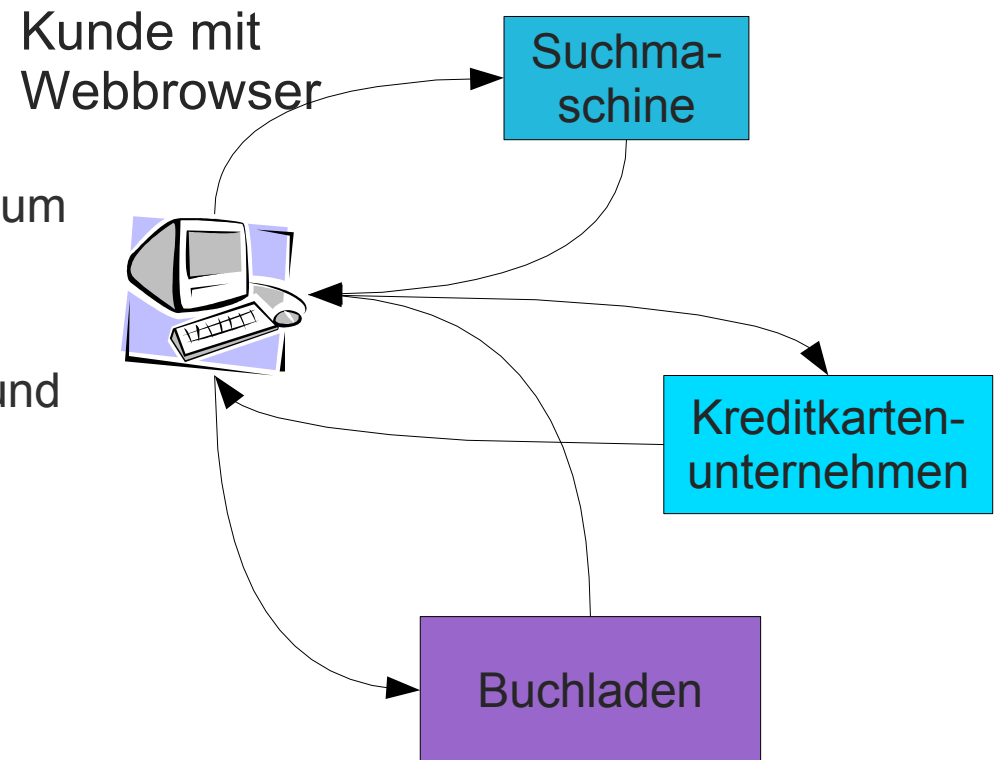 Kunde mit
Webbrowser
Suchma-
schine
um
und
Kreditkarten-
unternehmen
Buchladen